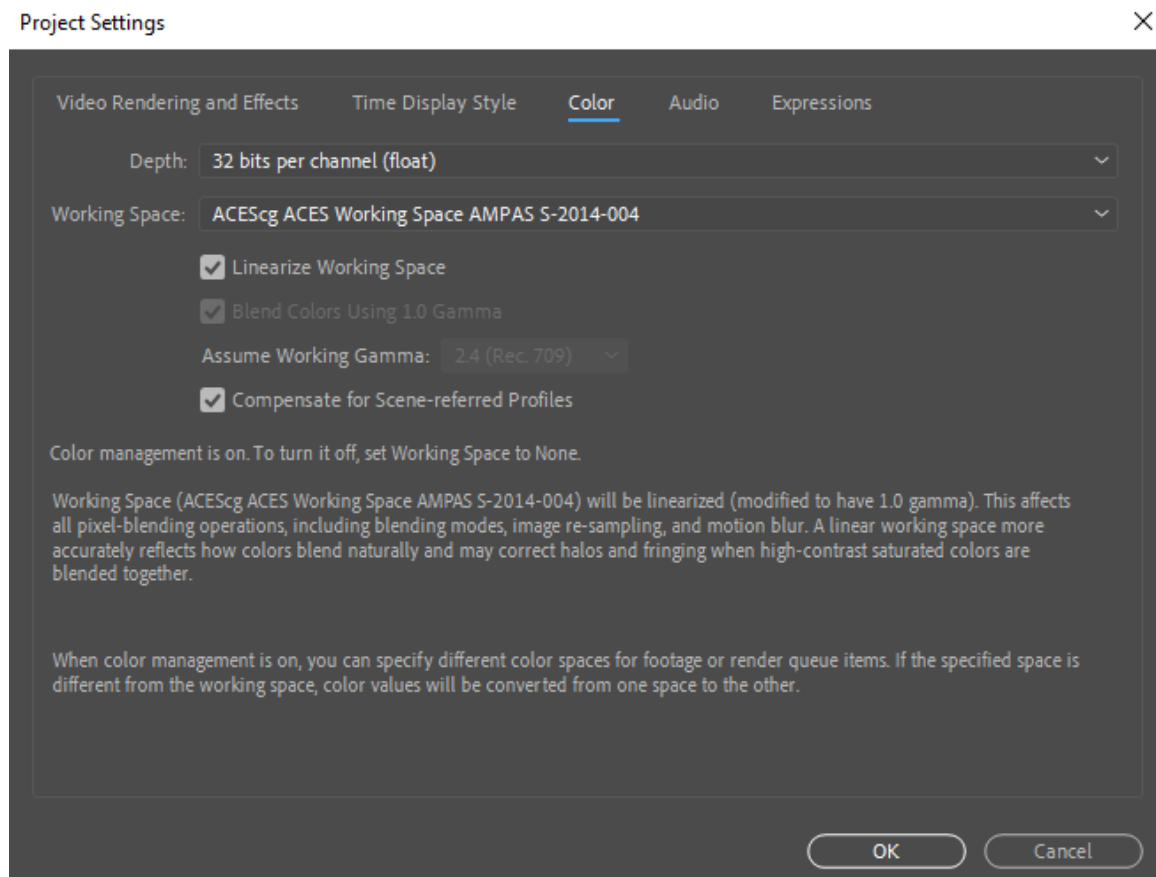 Project Settings
Video Rendering and Effects Time Display Style Color Audio Expressions
Depth: 32 bits per channel (float)
Working Space: ACEScg ACES Working Space AMPAS S-2014-004
Linearize Working Space
Blend Colors Using 1.0 Gamma
Assume Working Gamma: 2.4 (Rec. 709)
Compensate for Scene-referred Profiles
Color management is on. To turn it off, set Working Space to None.
Working Space (ACEScg ACES Working Space AMPAS S-2014-004) will be linearized (modified to have 1.0 gamma). This affects
all pixel-blending operations, including blending modes, image re-sampling, and motion blur. A linear working space more
accurately reflects how colors blend naturally and may correct halos and fringing when high-contrast saturated colors are
blended together.
When color management is on, you can specify different color spaces for footage or render queue items. If the specified space is
different from the working space, color values will be converted from one space to the other.
OK Cancel